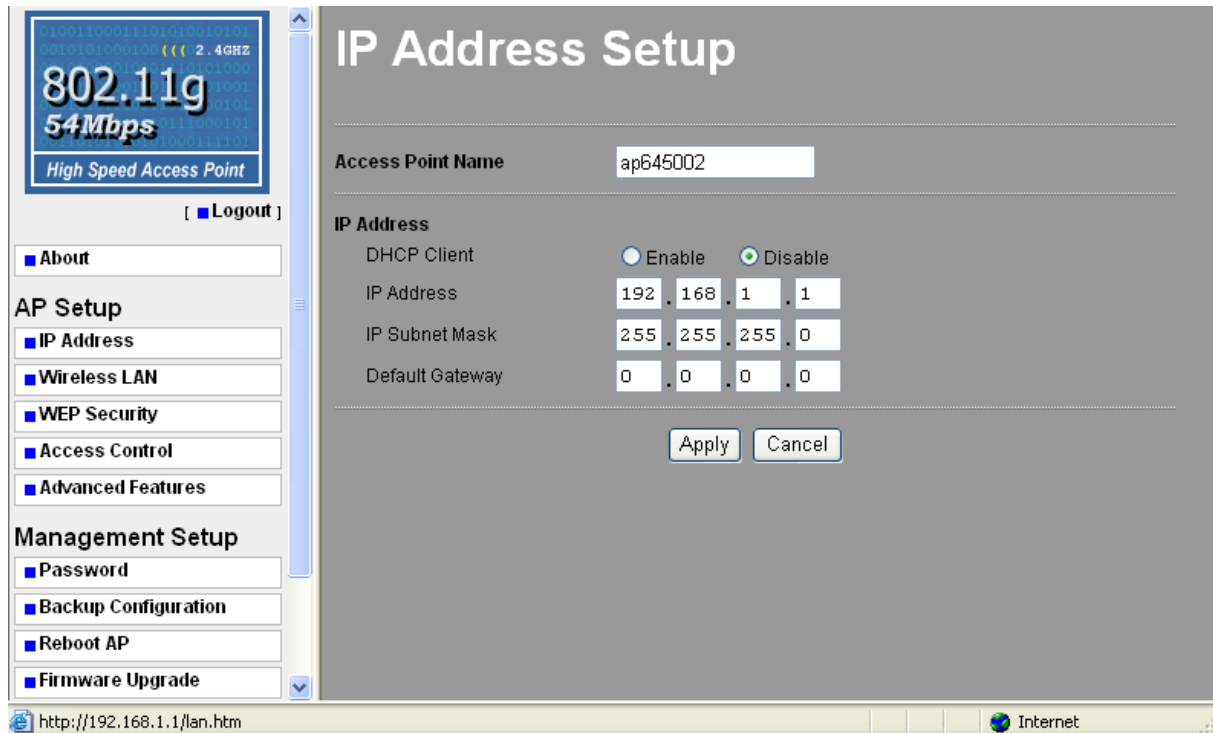 ((( 2.4GHZ
802.11g
54Mbps
High Speed Access Point
[ Logout ]
About
AP Setup
IP Address
Wireless LAN
WEP Security
Access Control
Advanced Features
Management Setup
Password
Backup Configuration
Reboot AP
Firmware Upgrade
IP Address Setup
Access Point Name ap645002
IP Address
DHCP Client Enable Disable
IP Address 192 . 168 . 1 . 1
IP Subnet Mask 255 . 255 . 255 . 0
Default Gateway 0 . 0 . 0 . 0
Apply Cancel
http://192.168.1.1/lan.htm Internet